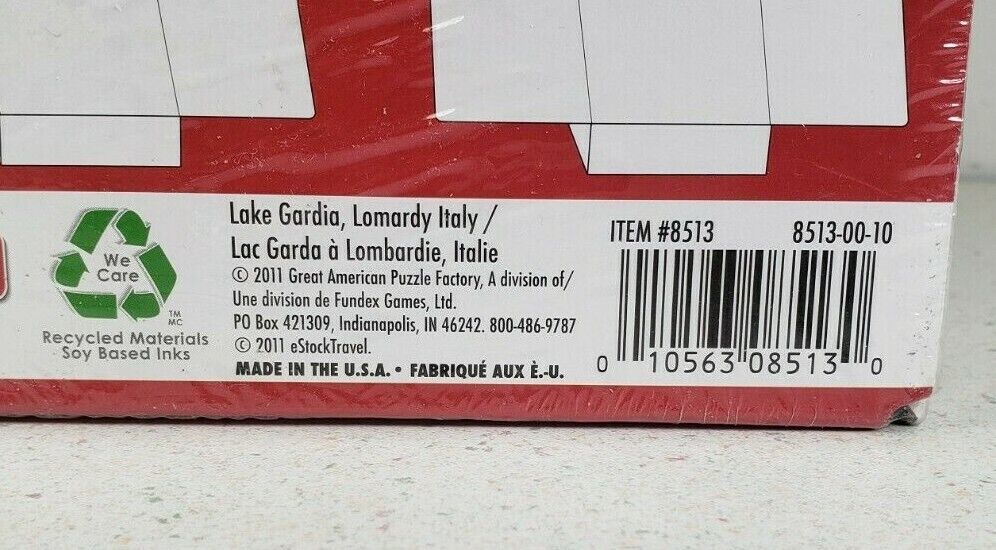 We
Care
TM
MC
Recycled Materials
Soy Based Inks
Lake Gardia, Lomardy Italy /
Lac Garda à Lombardie, Italie
© 2011 Great American Puzzle Factory, A division of/
Une division de Fundex Games, Ltd.
PO Box 421309, Indianapolis, IN 46242. 800-486-9787
© 2011 eStockTravel.
MADE IN THE U.S.A. • FABRIQUÉ AUX È.-U.
ITEM #8513 8513-00-10
0 10563 08513 0